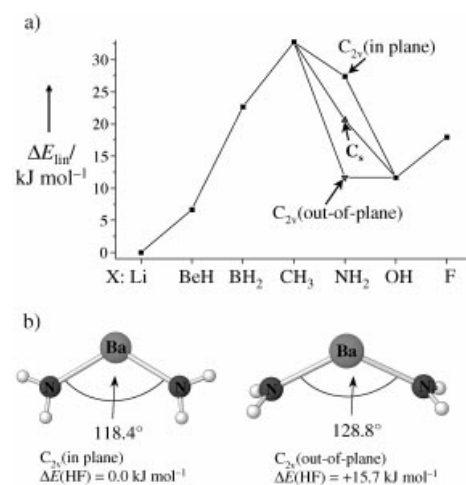 a)
C₂ᵥ(in plane)
30
25
20
15
10
5
0
ΔE_lin/
kJ mol⁻¹
Cₛ
C₂ᵥ(out-of-plane)
X: Li BeH BH₂ CH₃ NH₂ OH F
b)
Ba Ba
N N N N
118.4° 128.8°
C₂ᵥ(in plane) C₂ᵥ(out-of-plane)
ΔE(HF) = 0.0 kJ mol⁻¹ ΔE(HF) = +15.7 kJ mol⁻¹